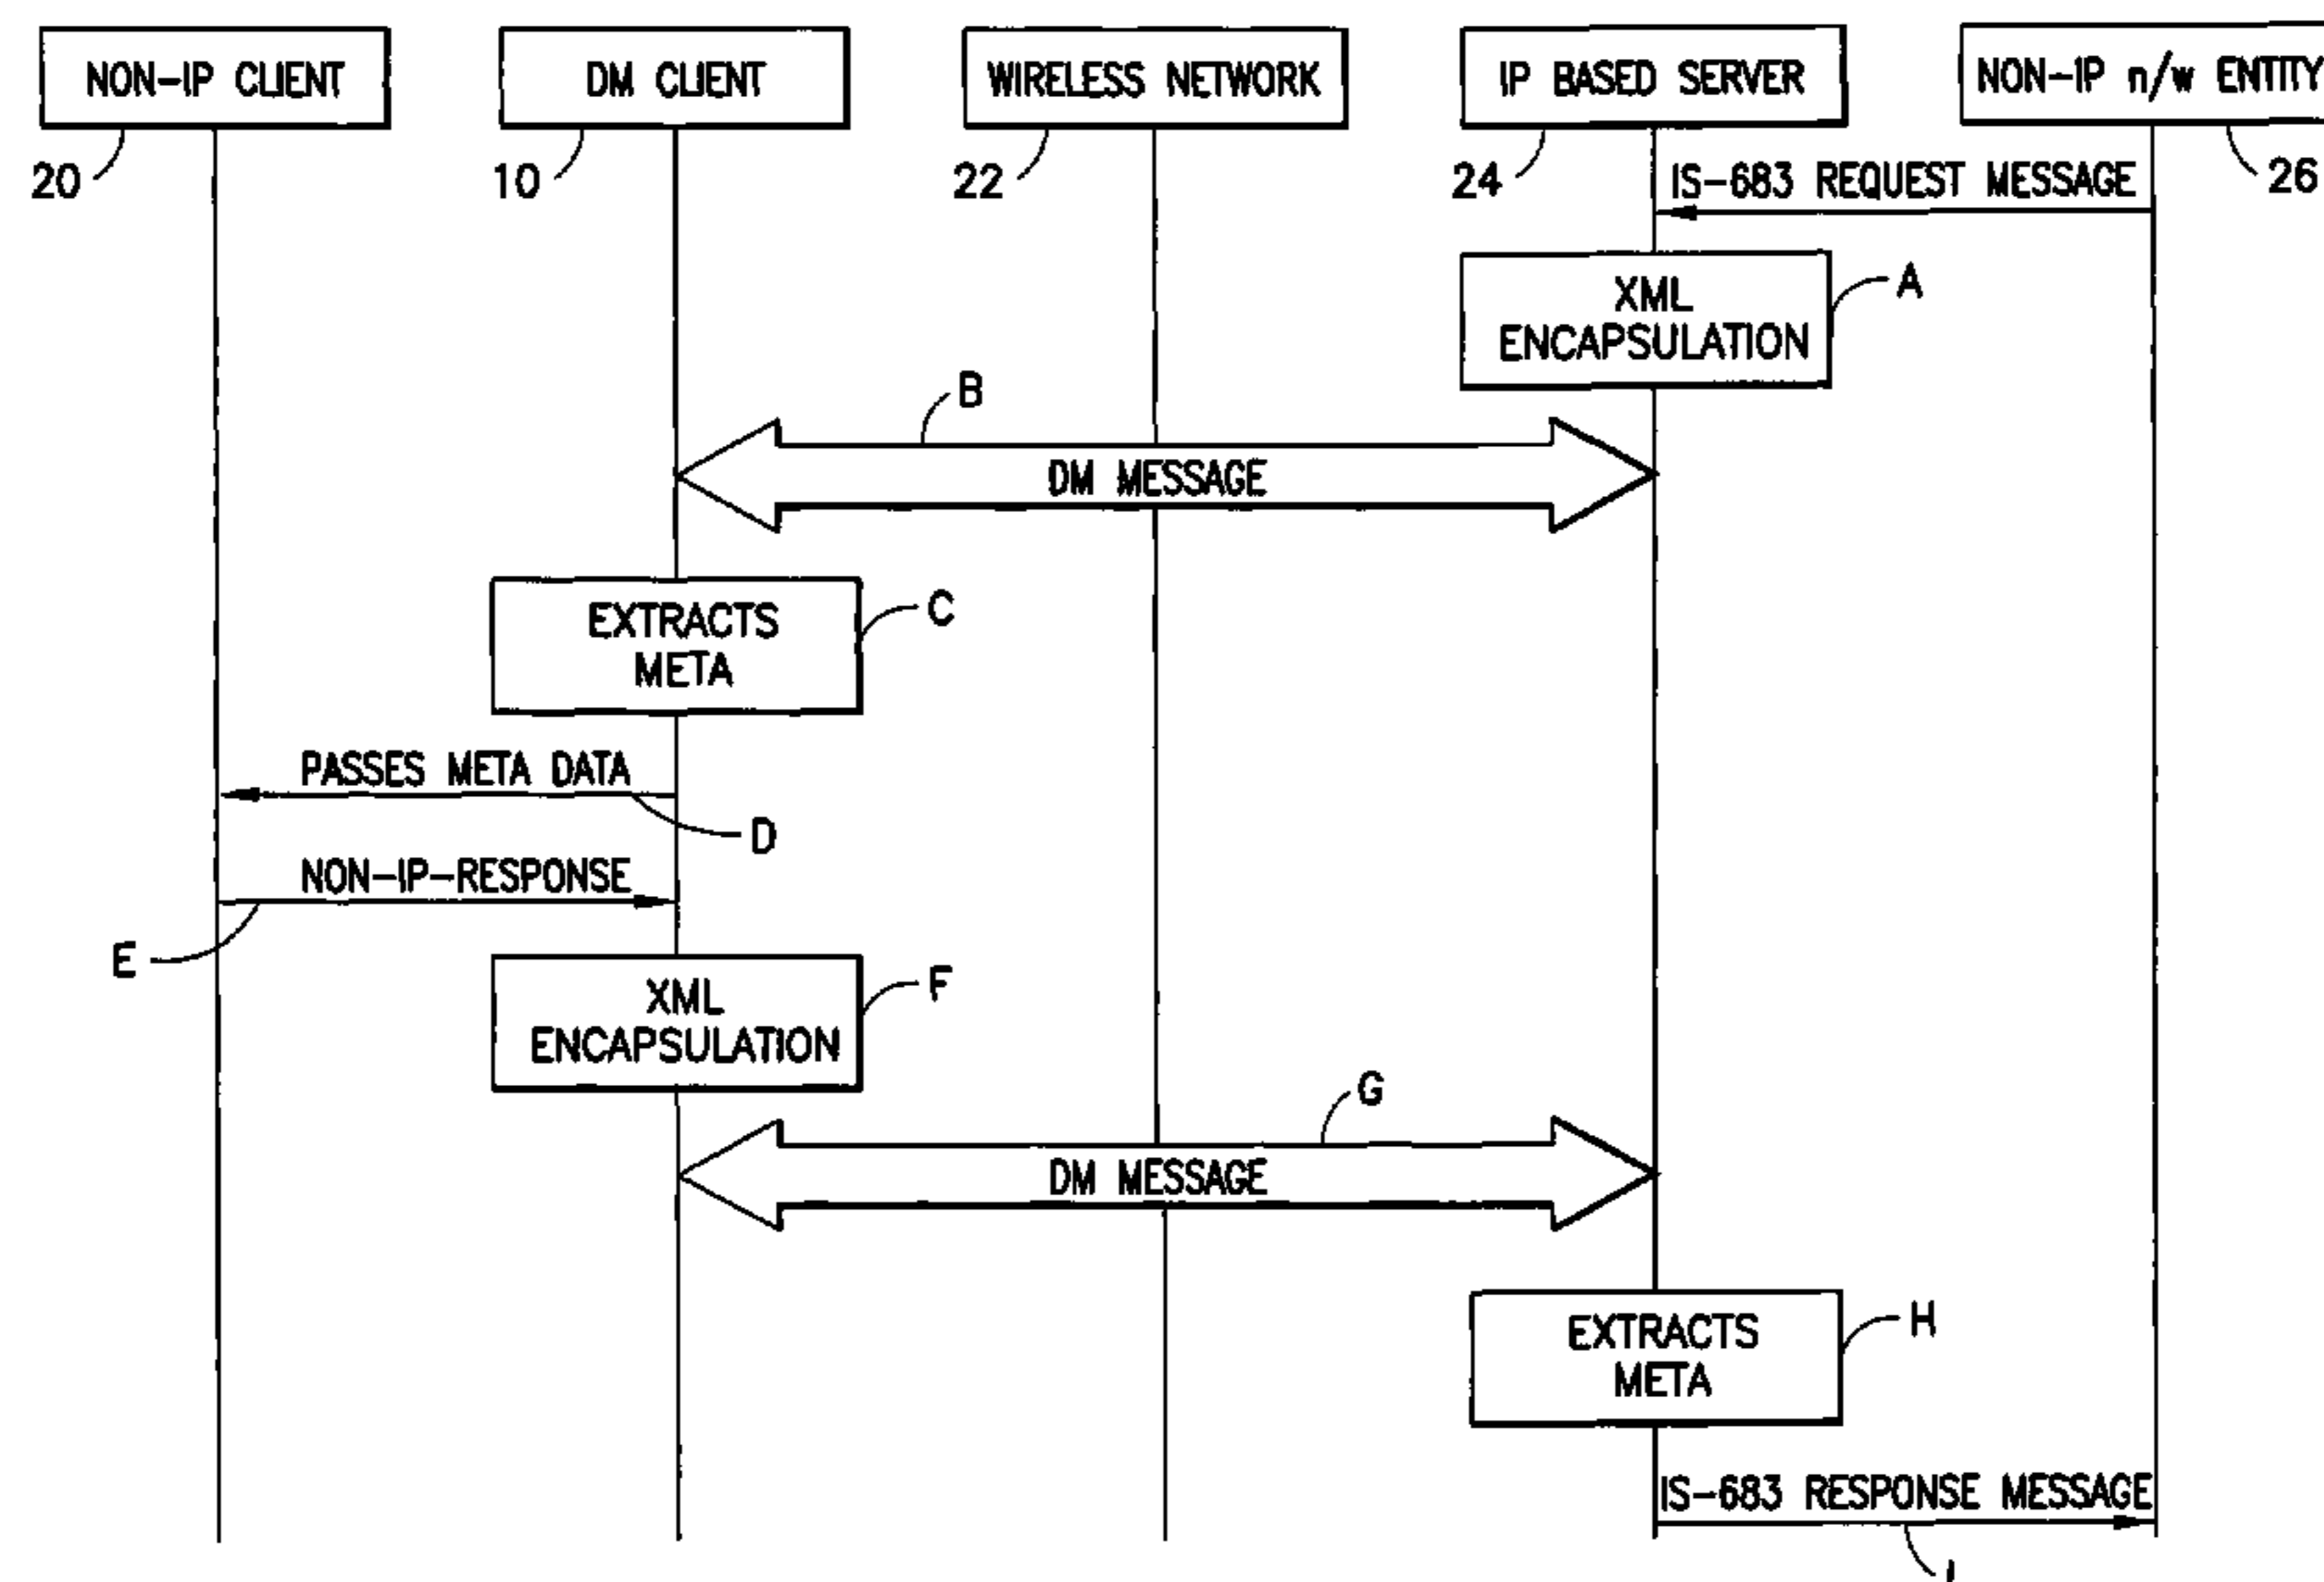 NON-IP CLIENT
DM CLIENT
WIRELESS NETWORK
IP BASED SERVER
NON-IP n/w ENTITY
20
10
22
24
26
IS-683 REQUEST MESSAGE
XML
ENCAPSULATION
A
B
DM MESSAGE
EXTRACTS
META
C
PASSES META DATA
D
NON-IP-RESPONSE
E
XML
ENCAPSULATION
F
G
DM MESSAGE
EXTRACTS
META
H
IS-683 RESPONSE MESSAGE